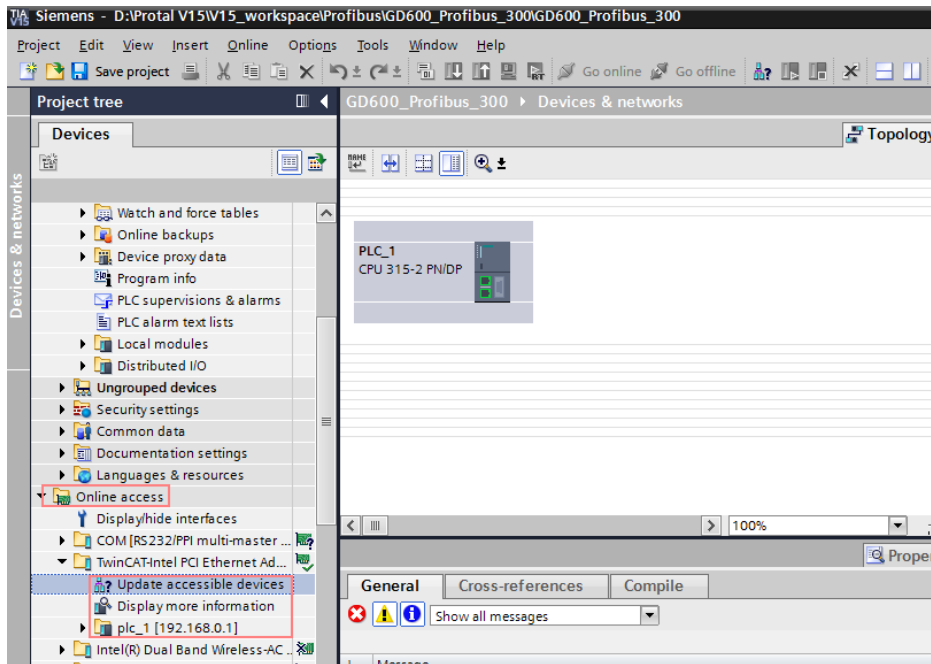 Siemens - D:\Protal V15\V15_workspace\Profibus\GD600_Profibus_300\GD600_Profibus_300
Project Edit View Insert Online Options Tools Window Help
Save project Go online Go offline
Project tree
GD600_Profibus_300 Devices & networks
Devices
Topology
Devices & networks
Watch and force tables
Online backups
Device proxy data
Program info
PLC supervisions & alarms
PLC alarm text lists
Local modules
Distributed I/O
Ungrouped devices
Security settings
Common data
Documentation settings
Languages & resources
Online access
Display/hide interfaces
COM [RS232/PPI multi-master ...
TwinCAT-Intel PCI Ethernet Ad...
Update accessible devices
Display more information
plc_1 [192.168.0.1]
Intel(R) Dual Band Wireless-AC ..
PLC_1
CPU 315-2 PN/DP
100%
Proper
General Cross-references Compile
Show all messages
Message